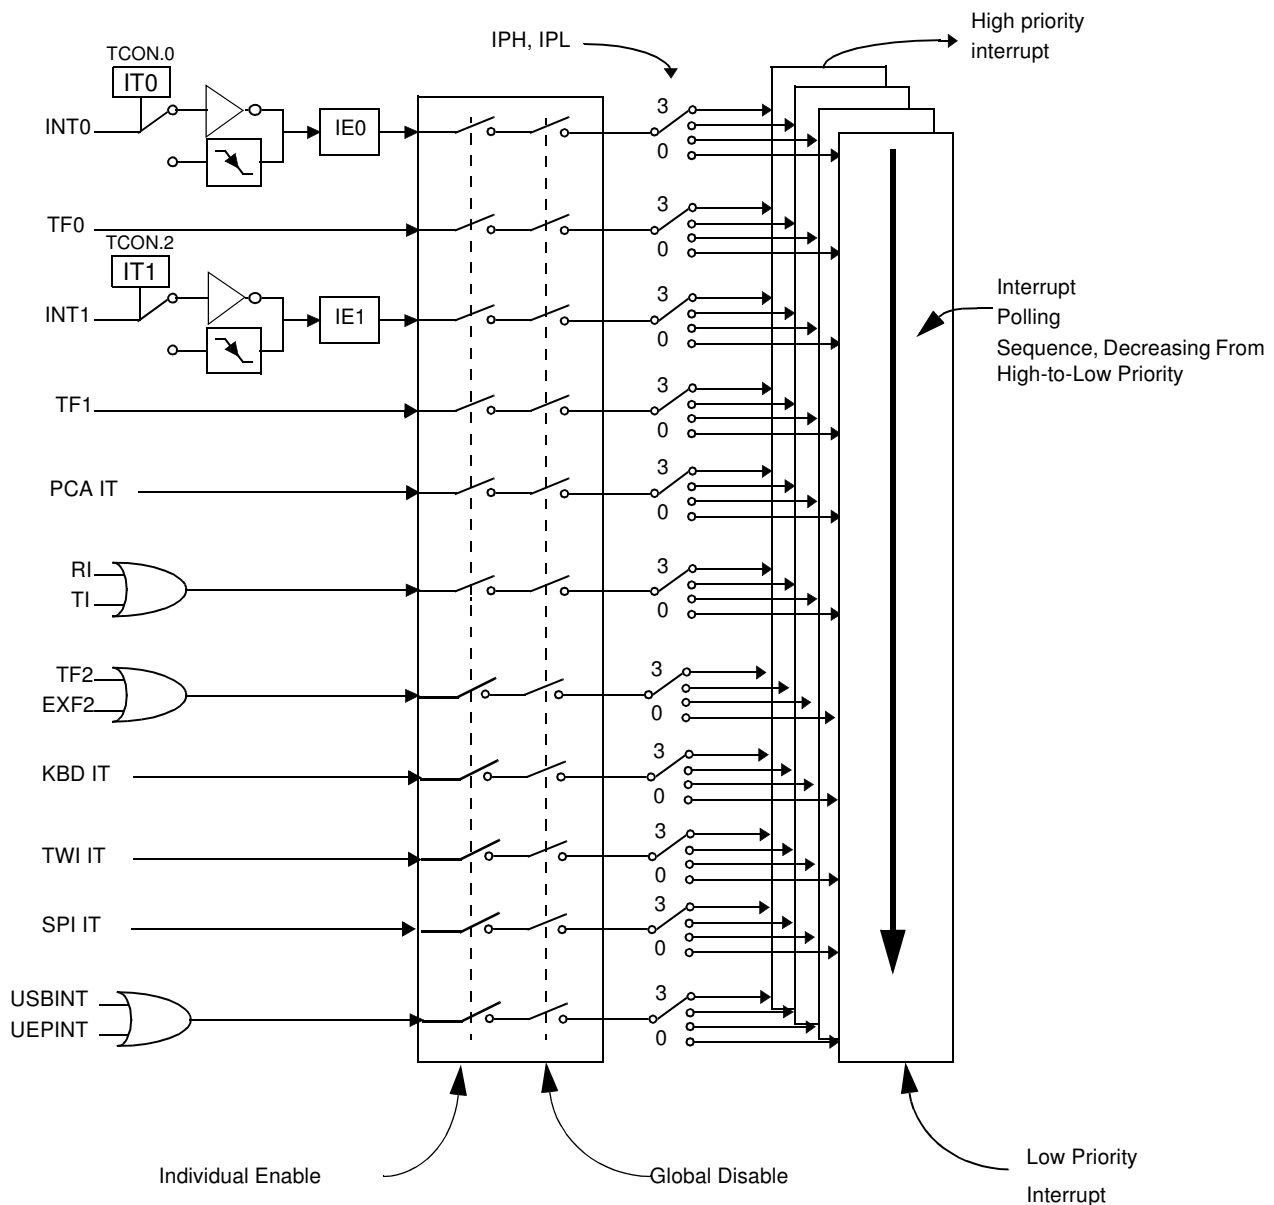 High priority
interrupt
IPH, IPL
TCON.0
IT0
INT0
IE0
3
0
TF0
3
0
TCON.2
IT1
INT1
IE1
3
0
Interrupt
Polling
Sequence, Decreasing From
High-to-Low Priority
TF1
3
0
PCA IT
3
0
RI
TI
3
0
TF2
EXF2
3
0
KBD IT
3
0
TWI IT
3
0
SPI IT
3
0
USBINT
UEPINT
3
0
Individual Enable
Global Disable
Low Priority
Interrupt